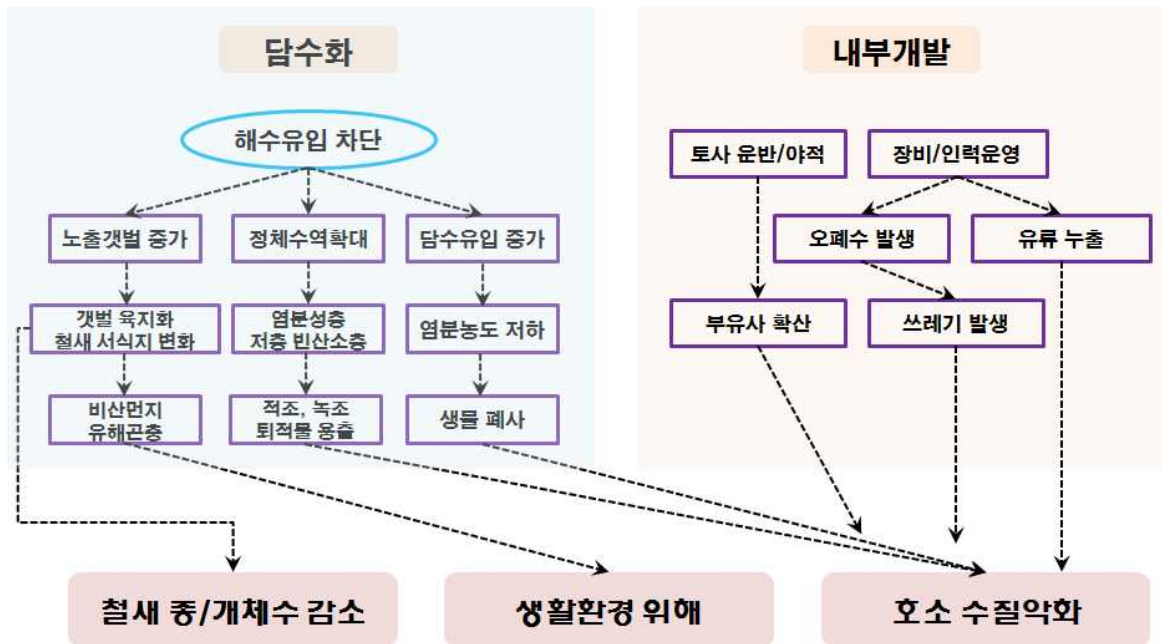 담수화
내부개발
해수유입 차단
토사 운반/야적
장비/인력운영
노출갯벌 증가
정체수역확대
담수유입 증가
오폐수 발생
유류 누출
갯벌 육지화
철새 서식지 변화
염분성층
저층 빈산소층
염분농도 저하
부유사 확산
쓰레기 발생
비산먼지
유해곤충
적조, 녹조
퇴적물 용출
생물 폐사
철새 종/개체수 감소
생활환경 위해
호소 수질악화